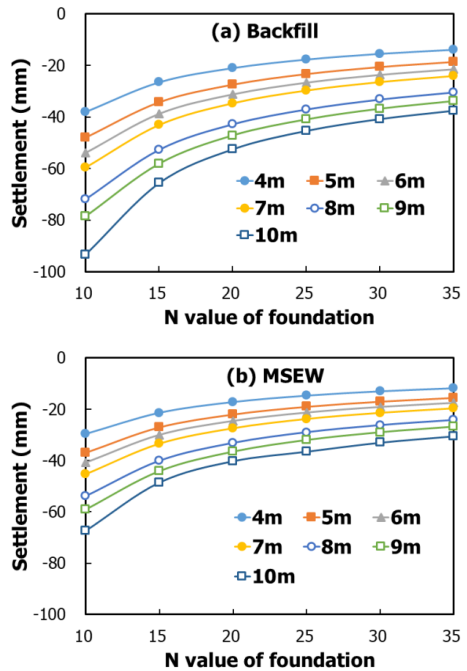 0
(a) Backfill
-20
-40
-60
-80
-100
Settlement (mm)
4m 5m 6m
7m 8m 9m
10m
10 15 20 25 30 35
N value of foundation
0
(b) MSEW
-20
-40
-60
-80
-100
Settlement (mm)
4m 5m 6m
7m 8m 9m
10m
10 15 20 25 30 35
N value of foundation